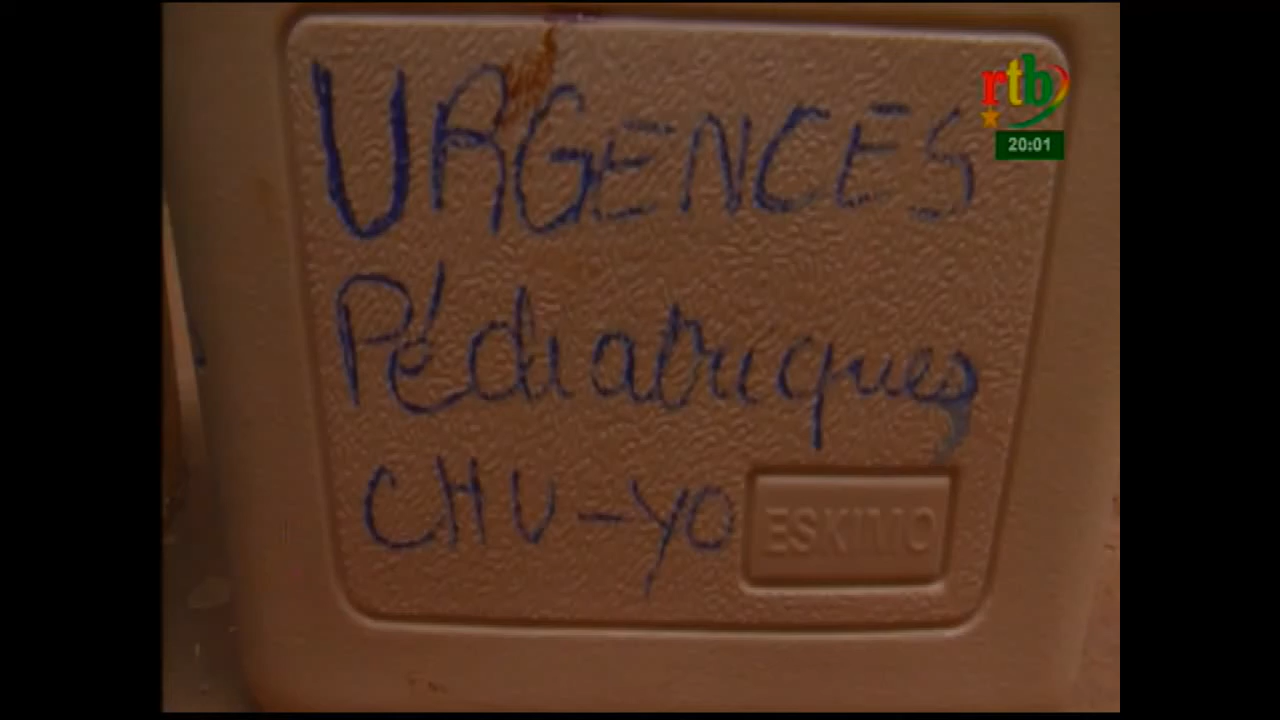 rtb
20:01
URGENCES
Pédiatriques
CHU-YO
ESKIMO